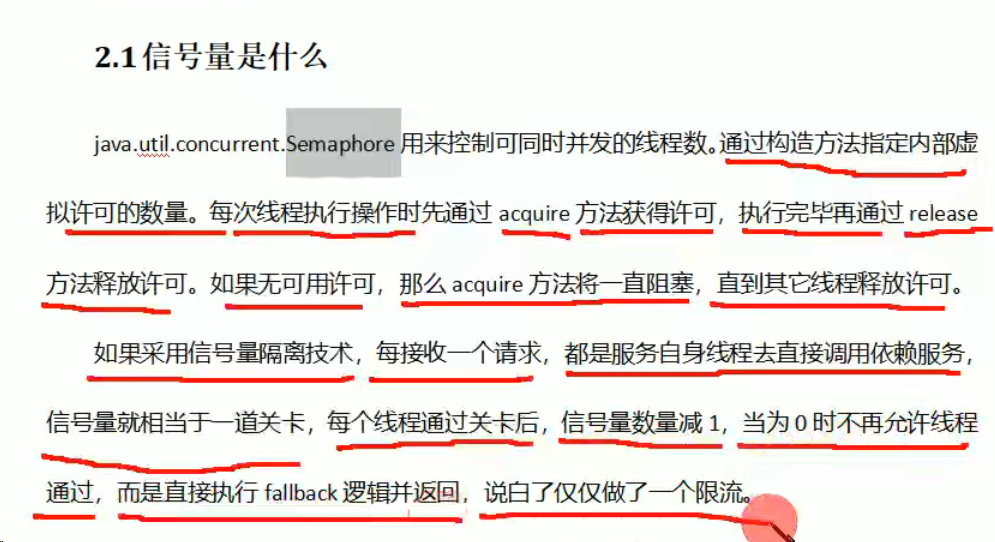 2.1信号量是什么
java.util.concurrent.Semaphore 用来控制可同时并发的线程数。通过构造方法指定内部虚
拟许可的数量。每次线程执行操作时先通过 acquire 方法获得许可，执行完毕再通过 release
方法释放许可。如果无可用许可，那么 acquire 方法将一直阻塞，直到其它线程释放许可。
如果采用信号量隔离技术，每接收一个请求，都是服务自身线程去直接调用依赖服务，
信号量就相当于一道关卡，每个线程通过关卡后，信号量数量减 1，当为 0 时不再允许线程
通过，而是直接执行 fallback 逻辑并返回，说白了仅仅做了一个限流。